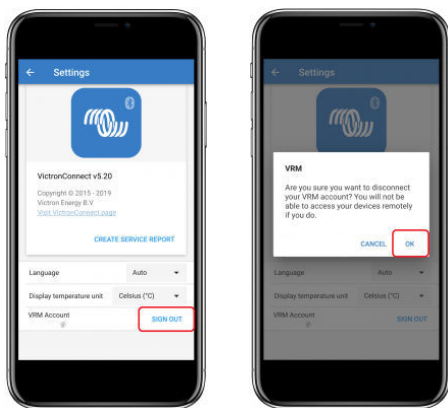 Settings
VictronConnect v5.20
Copyright © 2015 - 2019
Victron Energy B.V
Visit VictronConnect page
CREATE SERVICE REPORT
Language
Auto
Display temperature unit
Celsius (°C)
VRM Account
SIGN OUT
Settings
VRM
Are you sure you want to disconnect
your VRM account? You will not be
able to access your devices remotely
if you do.
CANCEL
OK
Language
Auto
Display temperature unit
Celsius (°C)
VRM Account
SIGN OUT